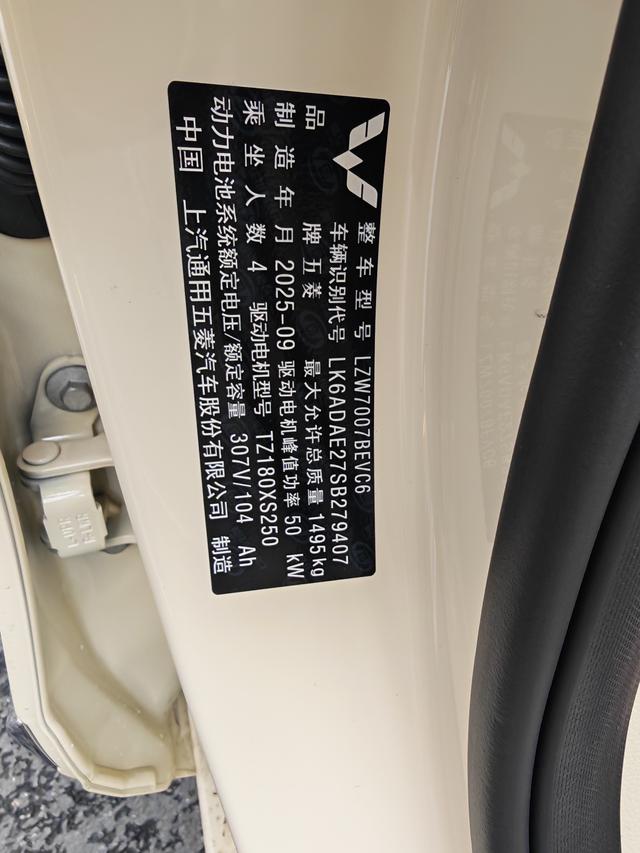 整车型号 LZW7007BEVC6
车辆识别代号 LK6ADAE27SB279407
品牌 五菱 最大允许总质量 1495kg
制造年月 2025-09 驱动电机峰值功率 50 kW
乘坐人数 4 驱动电机型号 TZ180XS250
动力电池系统额定电压/额定容量 307V/104 Ah
中国 上汽通用五菱汽车股份有限公司 制造